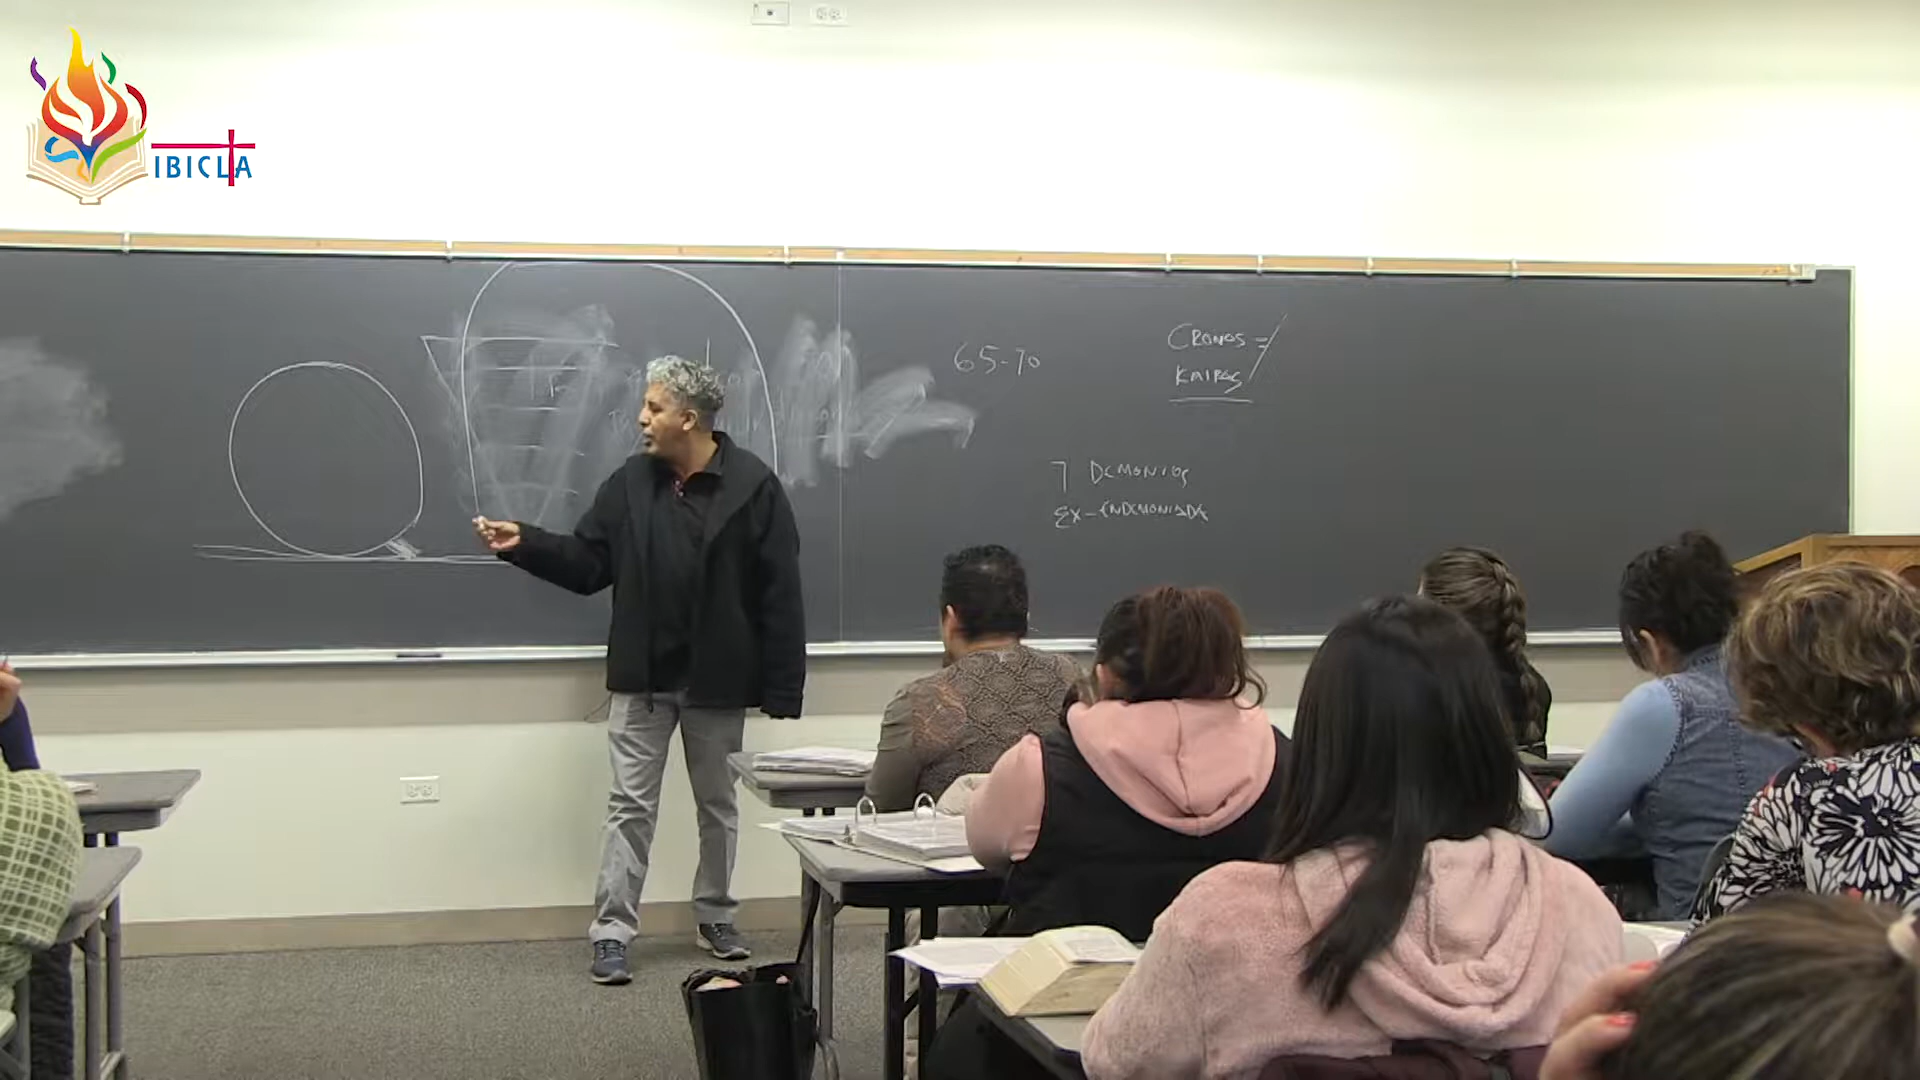 IBICLA
65-70
CRONOS =
KAIROS
7 DEMONIOS
EX-ENDEMONIADA